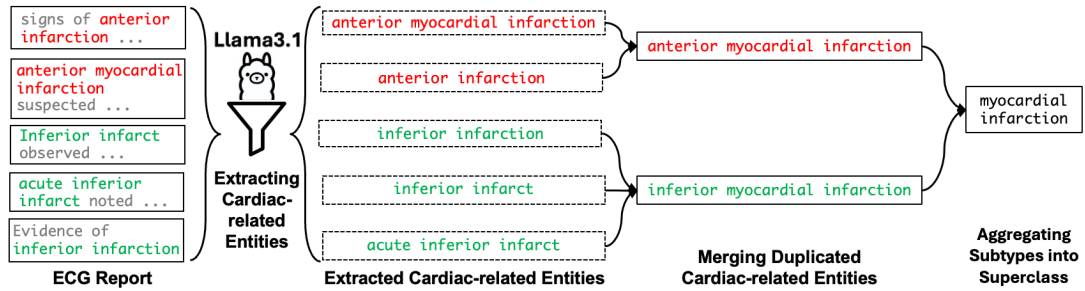 signs of anterior
infarction ...
anterior myocardial
infarction
suspected ...
Inferior infarct
observed ...
acute inferior
infarct noted ...
Evidence of
inferior infarction
ECG Report
Llama3.1
Extracting
Cardiac-
related
Entities
anterior myocardial infarction
anterior infarction
inferior infarction
inferior infarct
acute inferior infarct
Extracted Cardiac-related Entities
anterior myocardial infarction
inferior myocardial infarction
Merging Duplicated
Cardiac-related Entities
myocardial
infarction
Aggregating
Subtypes into
Superclass